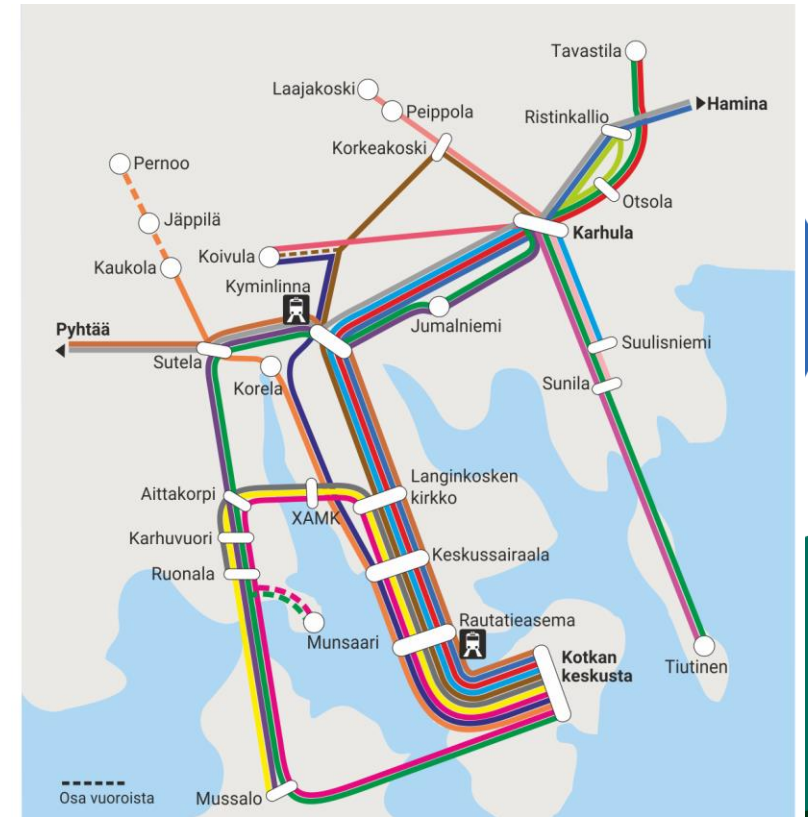 Tavastila
Laajakoski
Peippola
Hamina
Ristinkallio
Korkeakoski
Pernoo
Otsola
Jäppilä
Karhula
Koivula
Kaukola
Kyminlinna
Jumalniemi
Pyhtää
Suulisniemi
Sutela
Sunila
Korela
Langinkosken
kirkko
Aittakorpi
XAMK
Karhuvuori
Keskussairaala
Ruonala
Rautatieasema
Munsaari
Kotkan
keskusta
Tiutinen
Osa vuoroista
Mussalo